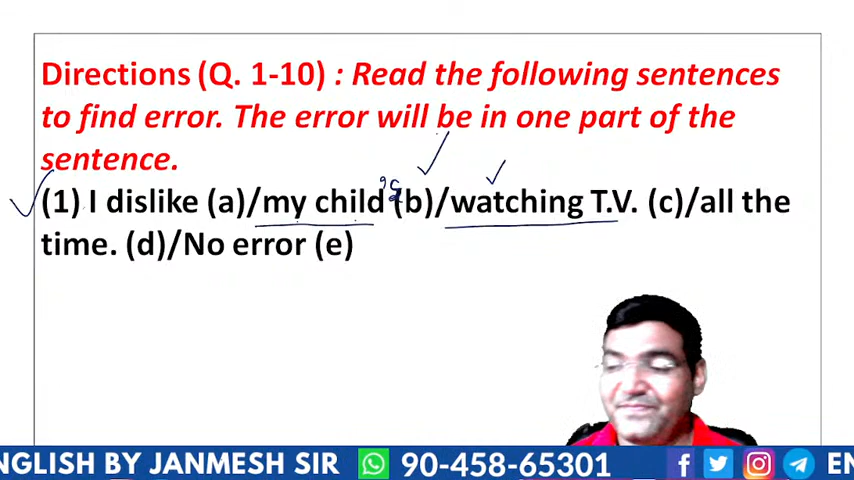 Directions (Q. 1-10) : Read the following sentences
to find error. The error will be in one part of the
sentence.
's
(1) I dislike (a)/my child (b)/watching T.V. (c)/all the
time. (d)/No error (e)
NGLISH BY JANMESH SIR 90-458-65301 EN